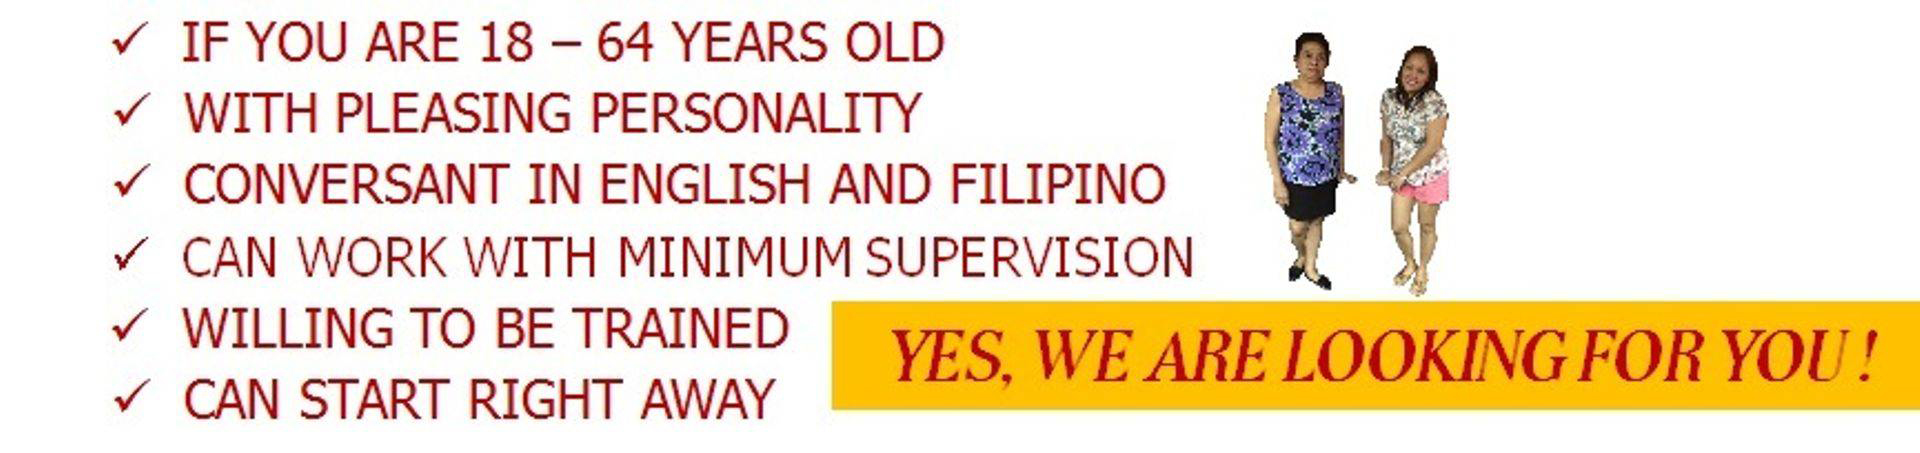 ✓ IF YOU ARE 18 – 64 YEARS OLD
✓ WITH PLEASING PERSONALITY
✓ CONVERSANT IN ENGLISH AND FILIPINO
✓ CAN WORK WITH MINIMUM SUPERVISION
✓ WILLING TO BE TRAINED
✓ CAN START RIGHT AWAY
YES, WE ARE LOOKING FOR YOU !